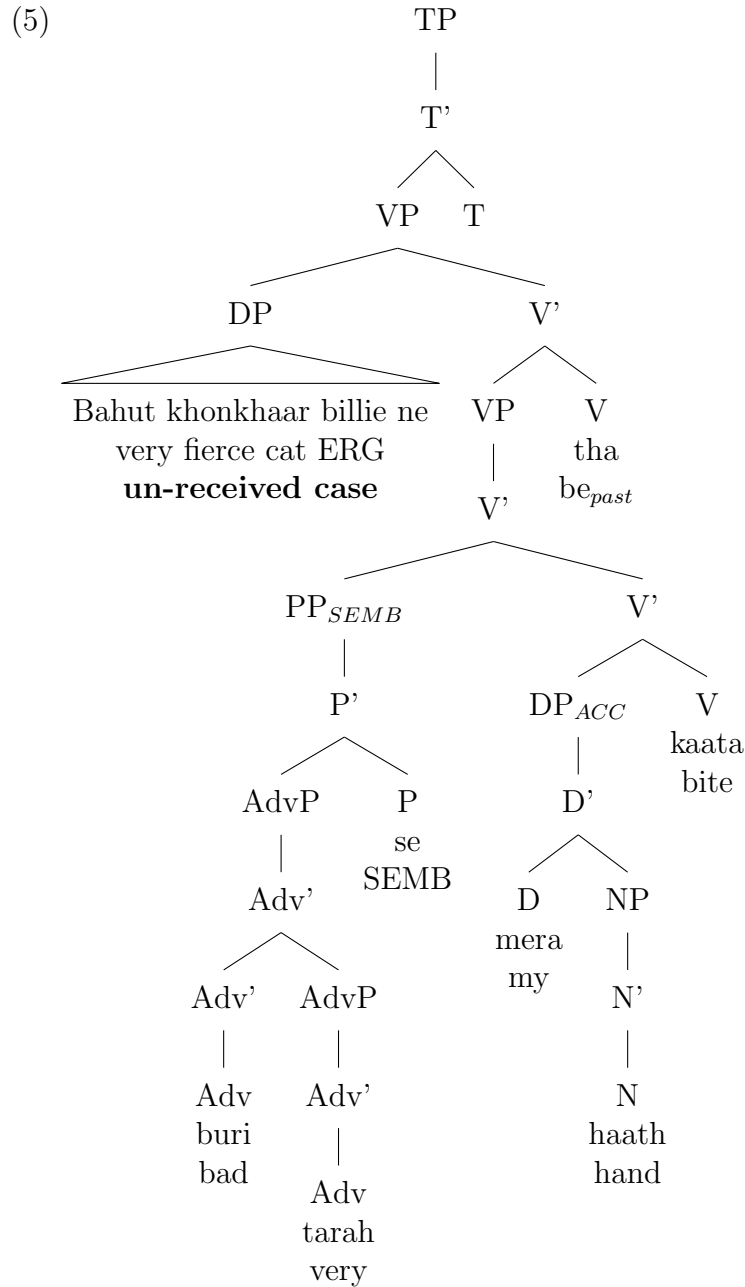 (5)
TP
T'
VP T
DP V'
Bahut khonkhaar billie ne VP V
very fierce cat ERG tha
un-received case be_past
V'
PP_SEMB V'
P' DP_ACC V
kaata
AdvP P D' bite
se
Adv' SEMB D NP
mera
Adv' AdvP my N'
Adv Adv' N
buri haath
bad Adv hand
tarah
very